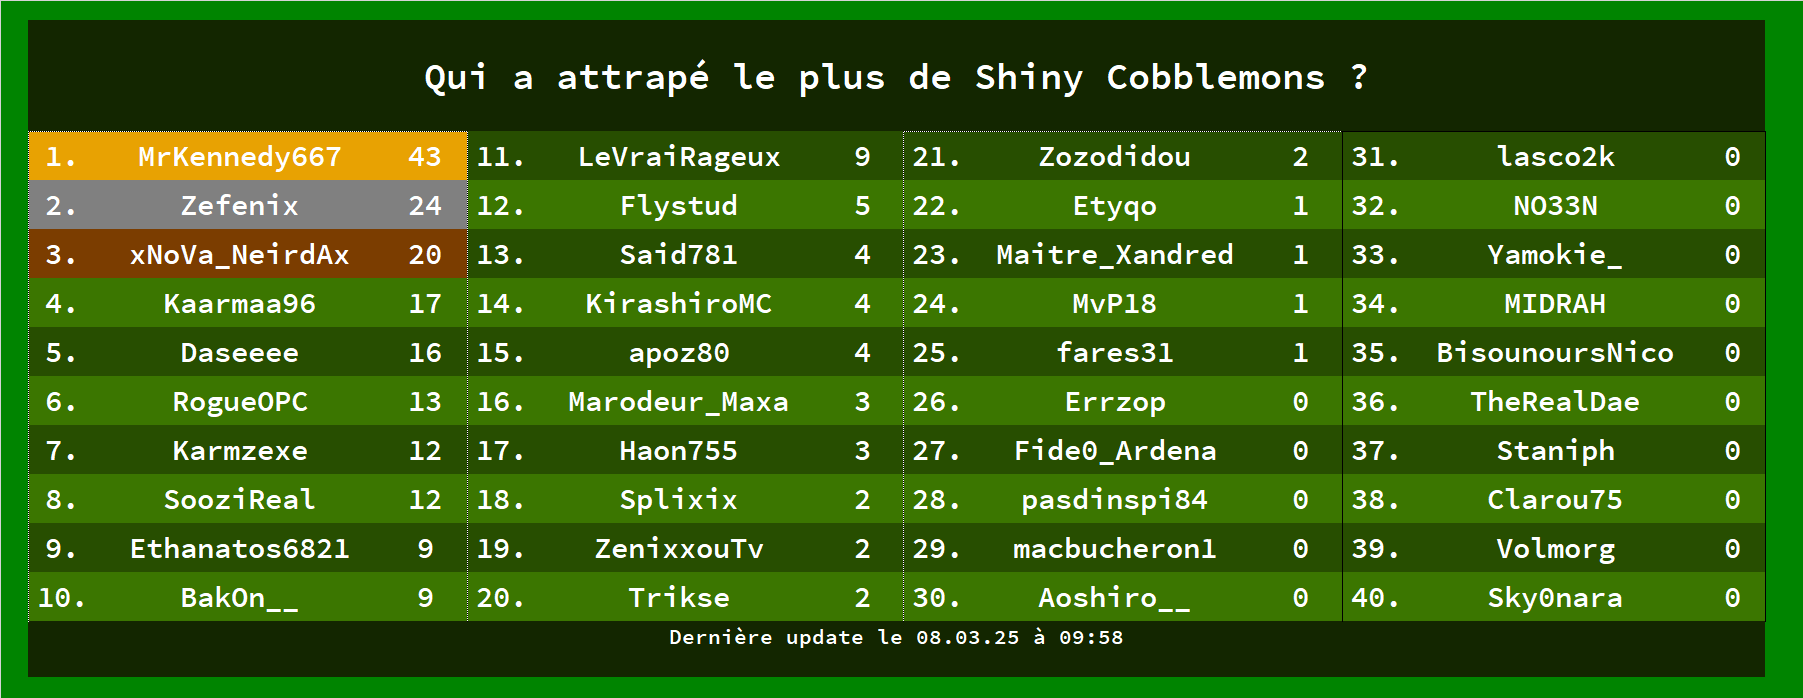 Qui a attrapé le plus de Shiny Cobblemons ?
1. MrKennedy667 43
2. Zefenix 24
3. xNoVa_NeirdAx 20
4. Kaarmaa96 17
5. Daseeee 16
6. RogueOPC 13
7. Karmzexe 12
8. SooziReal 12
9. Ethanatos6821 9
10. BakOn__ 9
11. LeVraiRageux 9
12. Flystud 5
13. Said781 4
14. KirashiroMC 4
15. apoz80 4
16. Marodeur_Maxa 3
17. Haon755 3
18. Splixix 2
19. ZenixxouTv 2
20. Trikse 2
21. Zozodidou 2
22. Etyqo 1
23. Maitre_Xandred 1
24. MvP18 1
25. fares31 1
26. Errzop 0
27. Fide0_Ardena 0
28. pasdinspi84 0
29. macbucheron1 0
30. Aoshiro__ 0
31. lasco2k 0
32. NO33N 0
33. Yamokie_ 0
34. MIDRAH 0
35. BisounoursNico 0
36. TheRealDae 0
37. Staniph 0
38. Clarou75 0
39. Volmorg 0
40. Sky0nara 0
Dernière update le 08.03.25 à 09:58